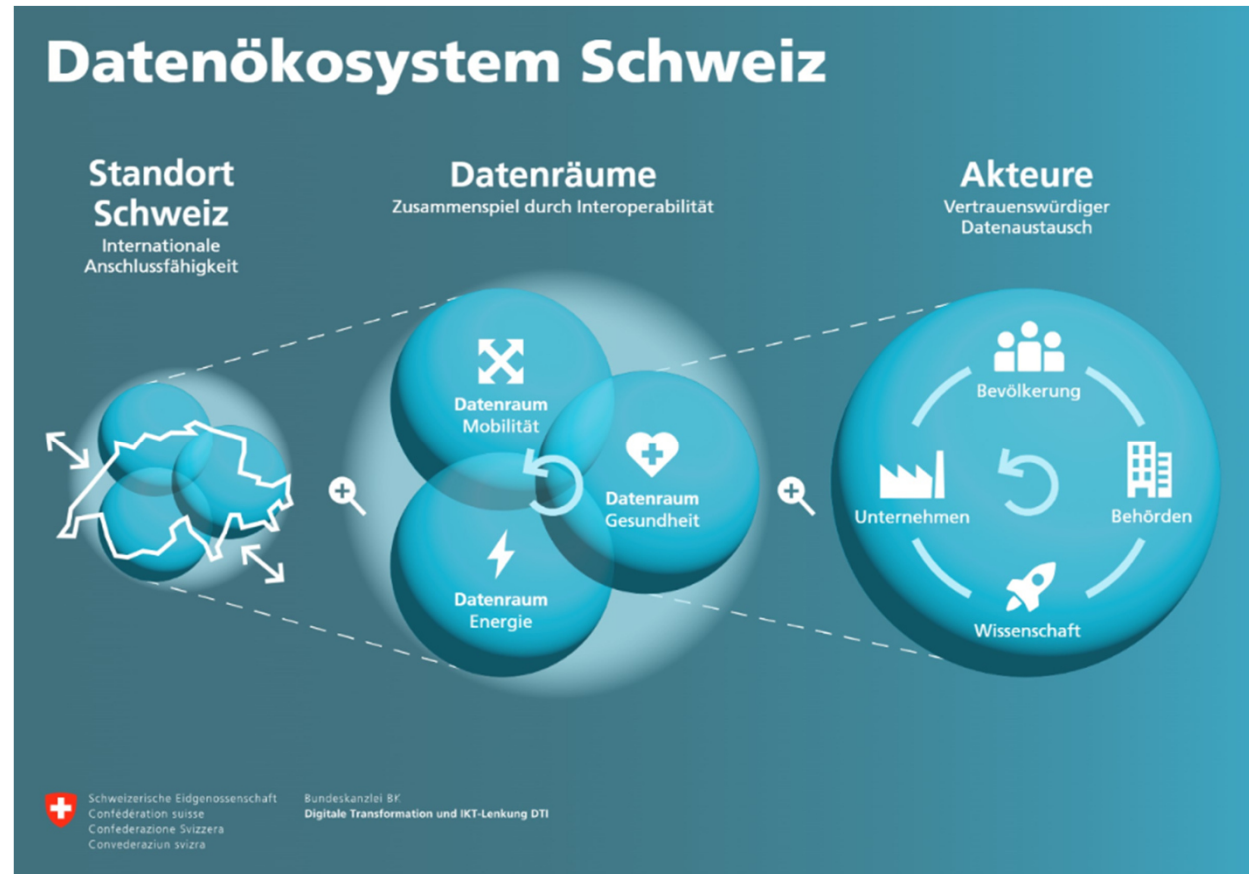 Datenökosystem Schweiz
Standort
Schweiz
Internationale
Anschlussfähigkeit
Datenräume
Zusammenspiel durch Interoperabilität
Akteure
Vertrauenswürdiger
Datenaustausch
Datenraum
Mobilität
Datenraum
Gesundheit
Datenraum
Energie
Bevölkerung
Unternehmen
Behörden
Wissenschaft
Schweizerische Eidgenossenschaft
Confédération suisse
Confederazione Svizzera
Confederaziun svizra
Bundeskanzlei BK
Digitale Transformation und IKT-Lenkung DTI